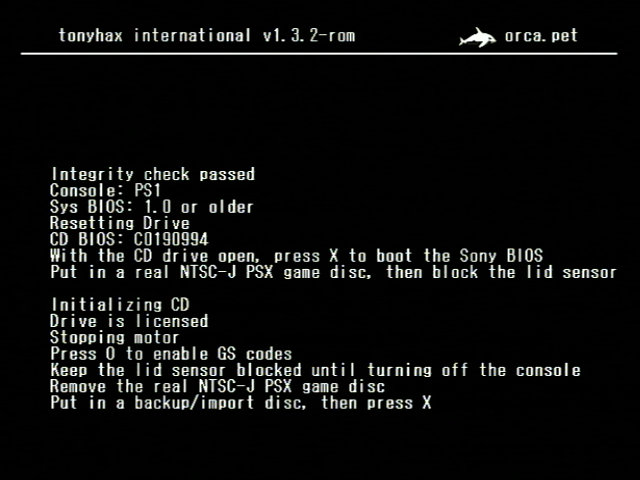 tonyhax international v1.3.2-rom
orca.pet
Integrity check passed
Console: PS1
Sys BIOS: 1.0 or older
Resetting Drive
CD BIOS: C0190994
With the CD drive open, press X to boot the Sony BIOS
Put in a real NTSC-J PSX game disc, then block the lid sensor
Initializing CD
Drive is licensed
Stopping motor
Press O to enable GS codes
Keep the lid sensor blocked until turning off the console
Remove the real NTSC-J PSX game disc
Put in a backup/import disc, then press X